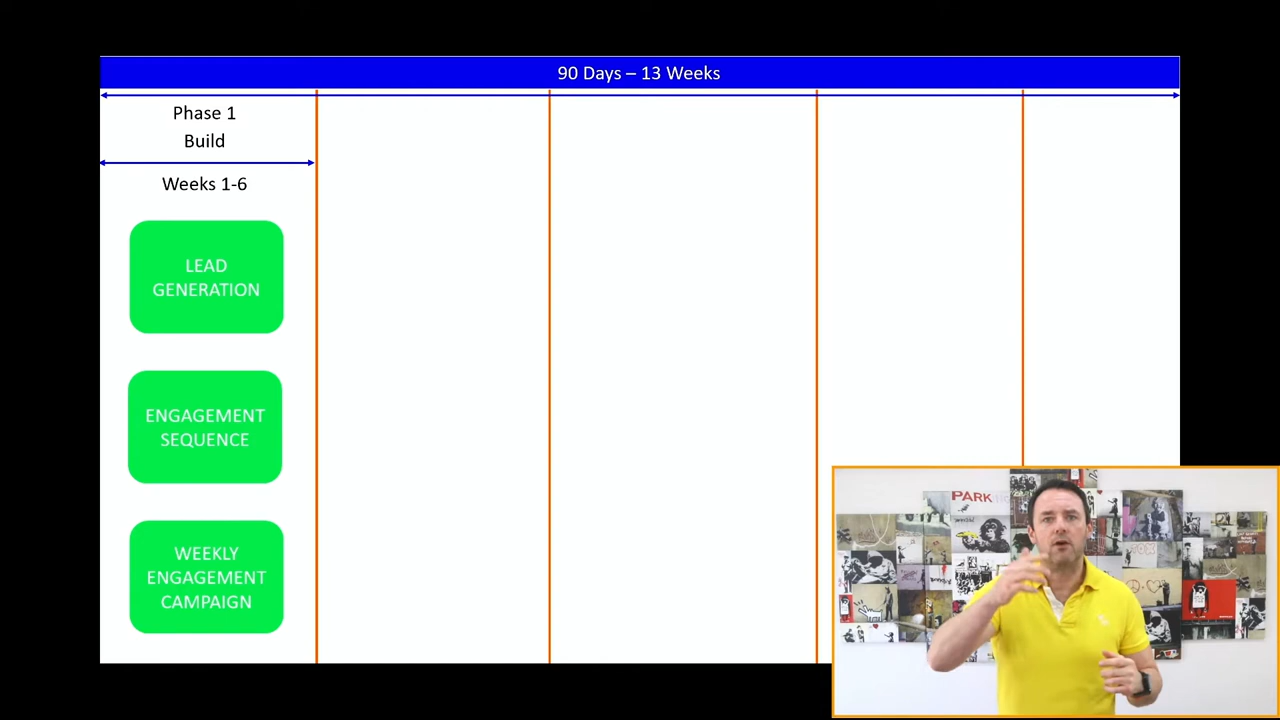 90 Days – 13 Weeks
Phase 1
Build
Weeks 1-6
LEAD
GENERATION
ENGAGEMENT
SEQUENCE
WEEKLY
ENGAGEMENT
CAMPAIGN
PARK